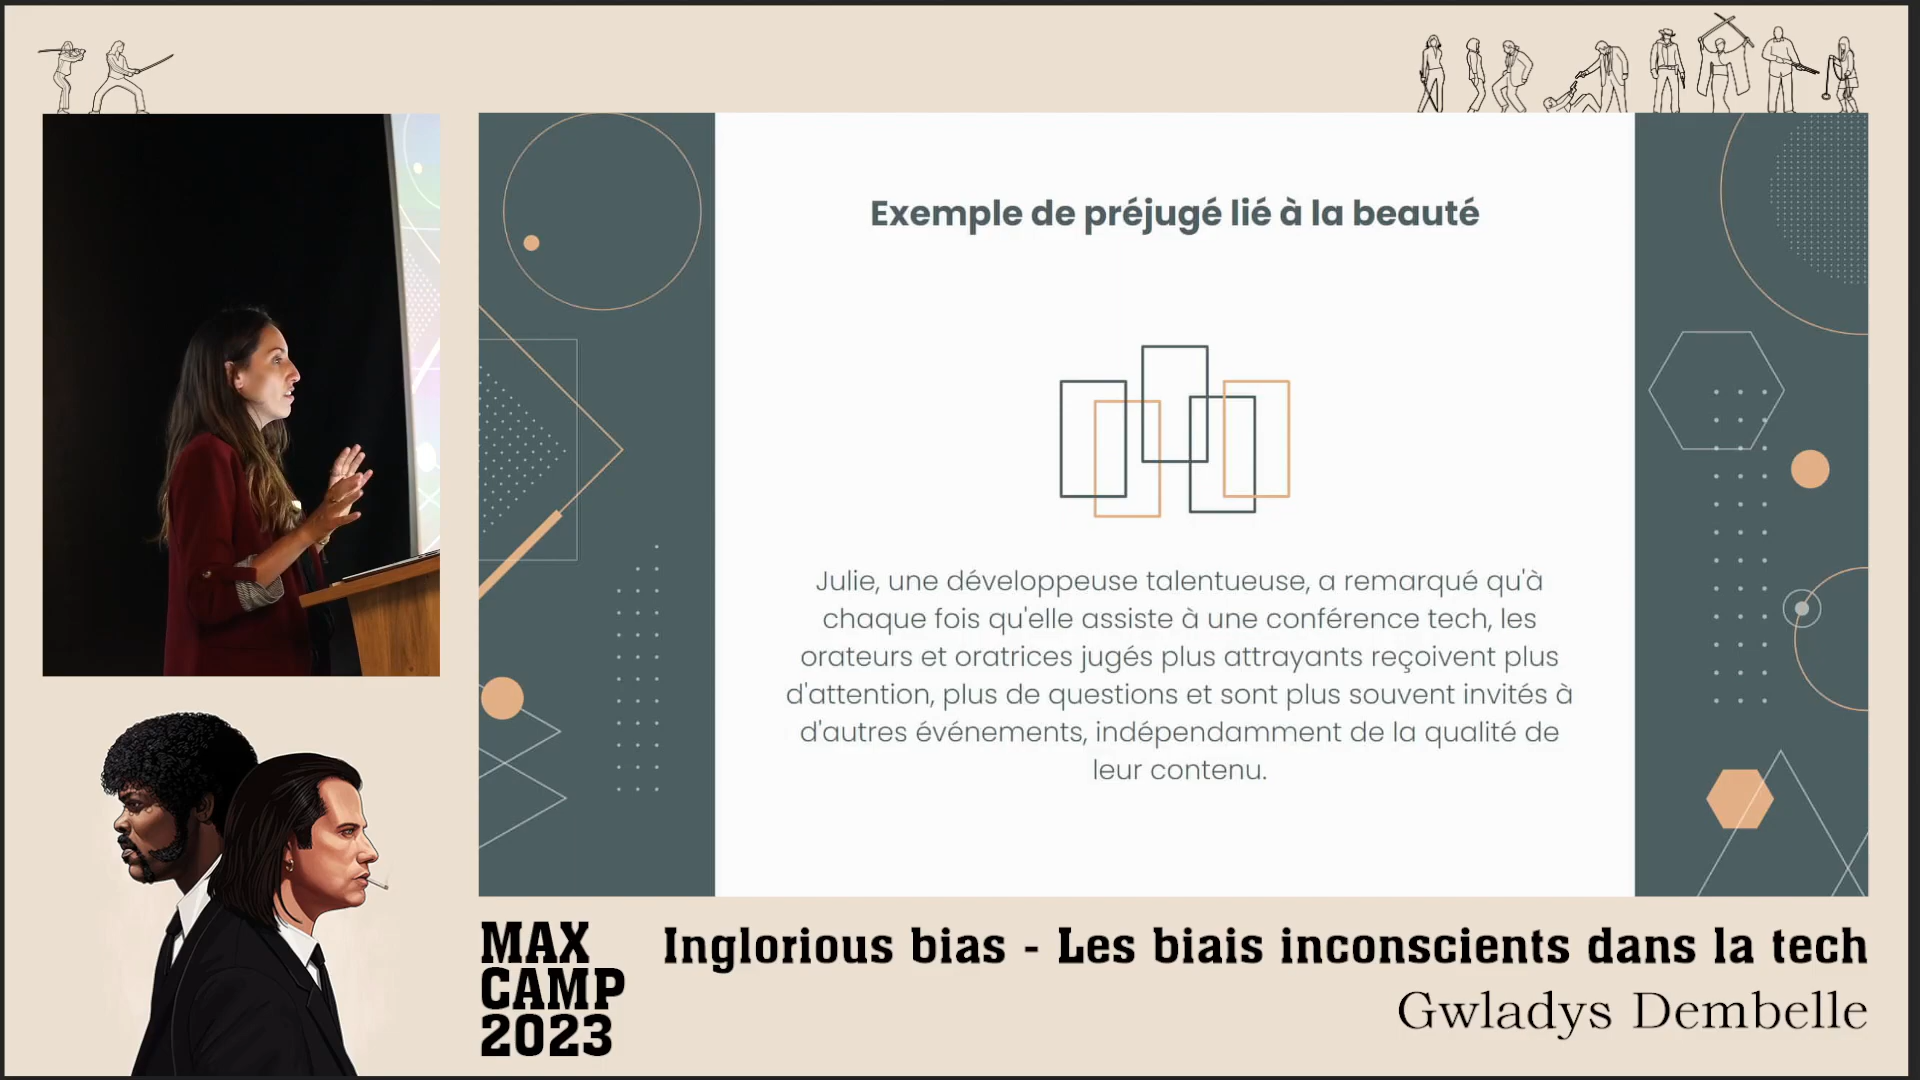 Exemple de préjugé lié à la beauté
Julie, une développeuse talentueuse, a remarqué qu'à
chaque fois qu'elle assiste à une conférence tech, les
orateurs et oratrices jugés plus attrayants reçoivent plus
d'attention, plus de questions et sont plus souvent invités à
d'autres événements, indépendamment de la qualité de
leur contenu.
MAX
CAMP
2023
Inglorious bias - Les biais inconscients dans la tech
Gwladys Dembelle